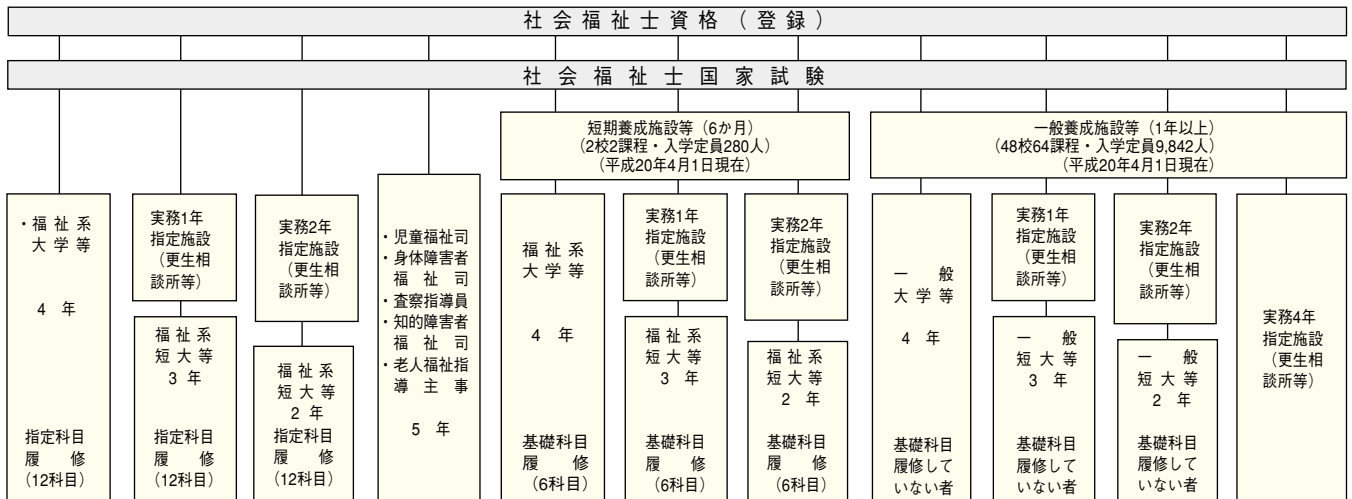 社会福祉士資格（登録）
社会福祉士国家試験
短期養成施設等（6か月）
（2校2課程・入学定員280人）
（平成20年4月1日現在）
一般養成施設等（1年以上）
（48校64課程・入学定員9,842人）
（平成20年4月1日現在）
・福祉系
大学等
4 年
指定科目
履 修
（12科目）
実務1年
指定施設
（更生相
談所等）
福祉系
短大等
3 年
指定科目
履 修
（12科目）
実務2年
指定施設
（更生相
談所等）
福祉系
短大等
2 年
指定科目
履 修
（12科目）
・児童福祉司
・身体障害者
福 祉 司
・査察指導員
・知的障害者
福 祉 司
・老人福祉指
導 主 事
5 年
福祉系
大学等
4 年
基礎科目
履 修
（6科目）
実務1年
指定施設
（更生相
談所等）
福祉系
短大等
3 年
基礎科目
履 修
（6科目）
実務2年
指定施設
（更生相
談所等）
福祉系
短大等
2 年
基礎科目
履 修
（6科目）
一 般
大学等
4 年
基礎科目
履修して
いない者
実務1年
指定施設
（更生相
談所等）
一 般
短大等
3 年
基礎科目
履修して
いない者
実務2年
指定施設
（更生相
談所等）
一 般
短大等
2 年
基礎科目
履修して
いない者
実務4年
指定施設
（更生相
談所等）